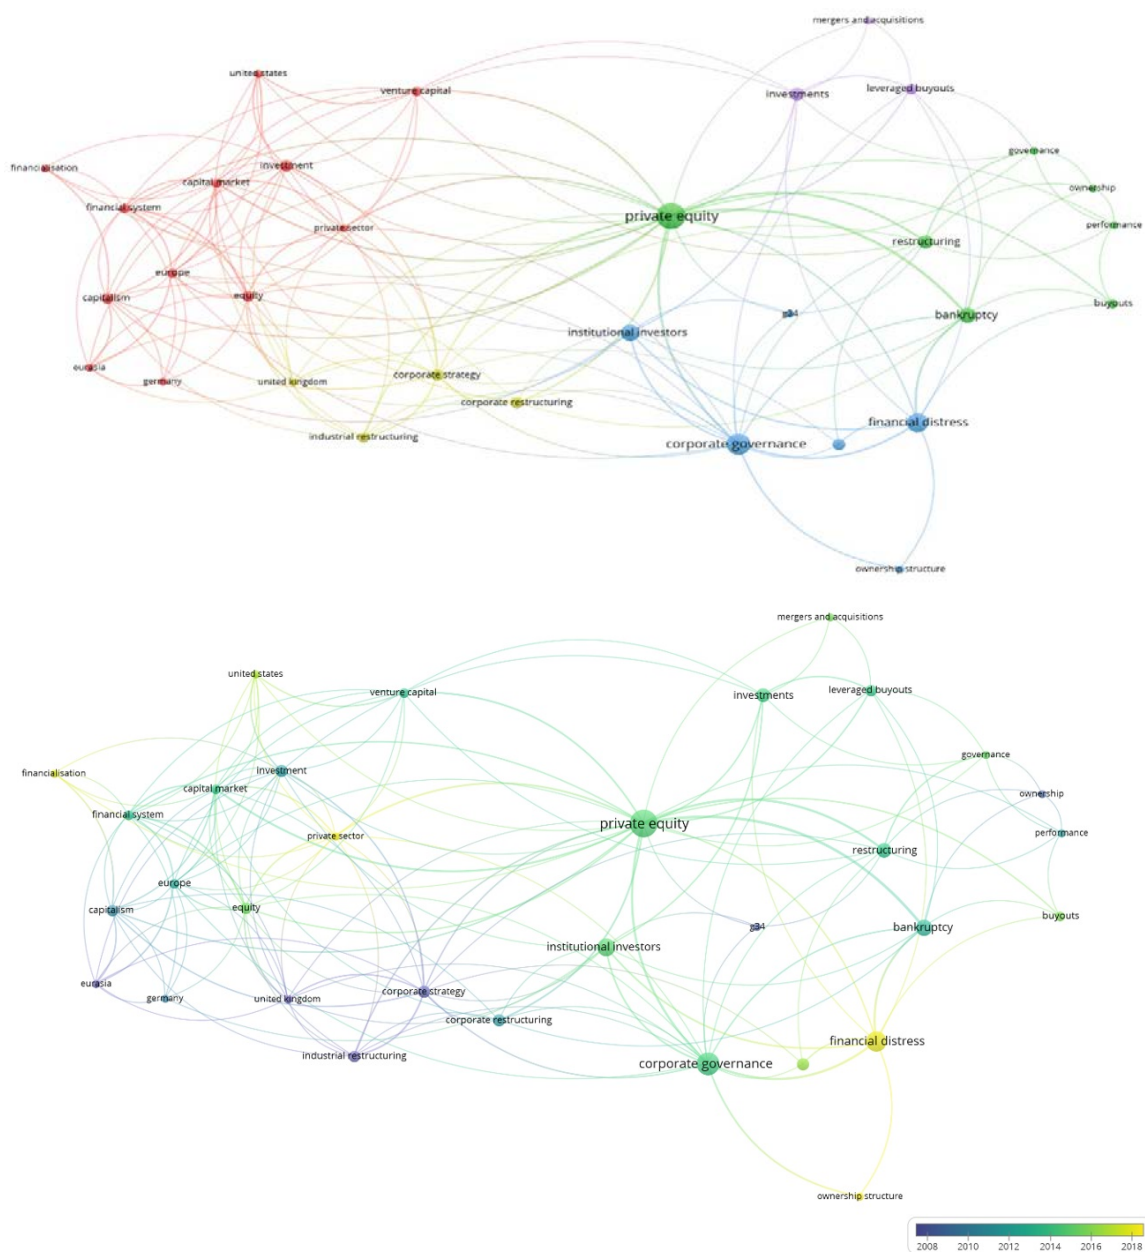 mergers and acquisitions
united states
venture capital
investments
leveraged buyouts
governance
financialisation
investment
capital market
ownership
financial system
private equity
performance
private sector
restructuring
europe
capitalism
equity
buyouts
g34
bankruptcy
institutional investors
eurasia
germany
united kingdom
corporate strategy
corporate restructuring
financial distress
industrial restructuring
corporate governance
ownership structure
mergers and acquisitions
united states
venture capital
investments
leveraged buyouts
governance
financialisation
investment
capital market
ownership
financial system
private equity
performance
private sector
restructuring
europe
capitalism
equity
buyouts
g34
bankruptcy
institutional investors
eurasia
germany
united kingdom
corporate strategy
corporate restructuring
financial distress
industrial restructuring
corporate governance
ownership structure
2008 2010 2012 2014 2016 2018